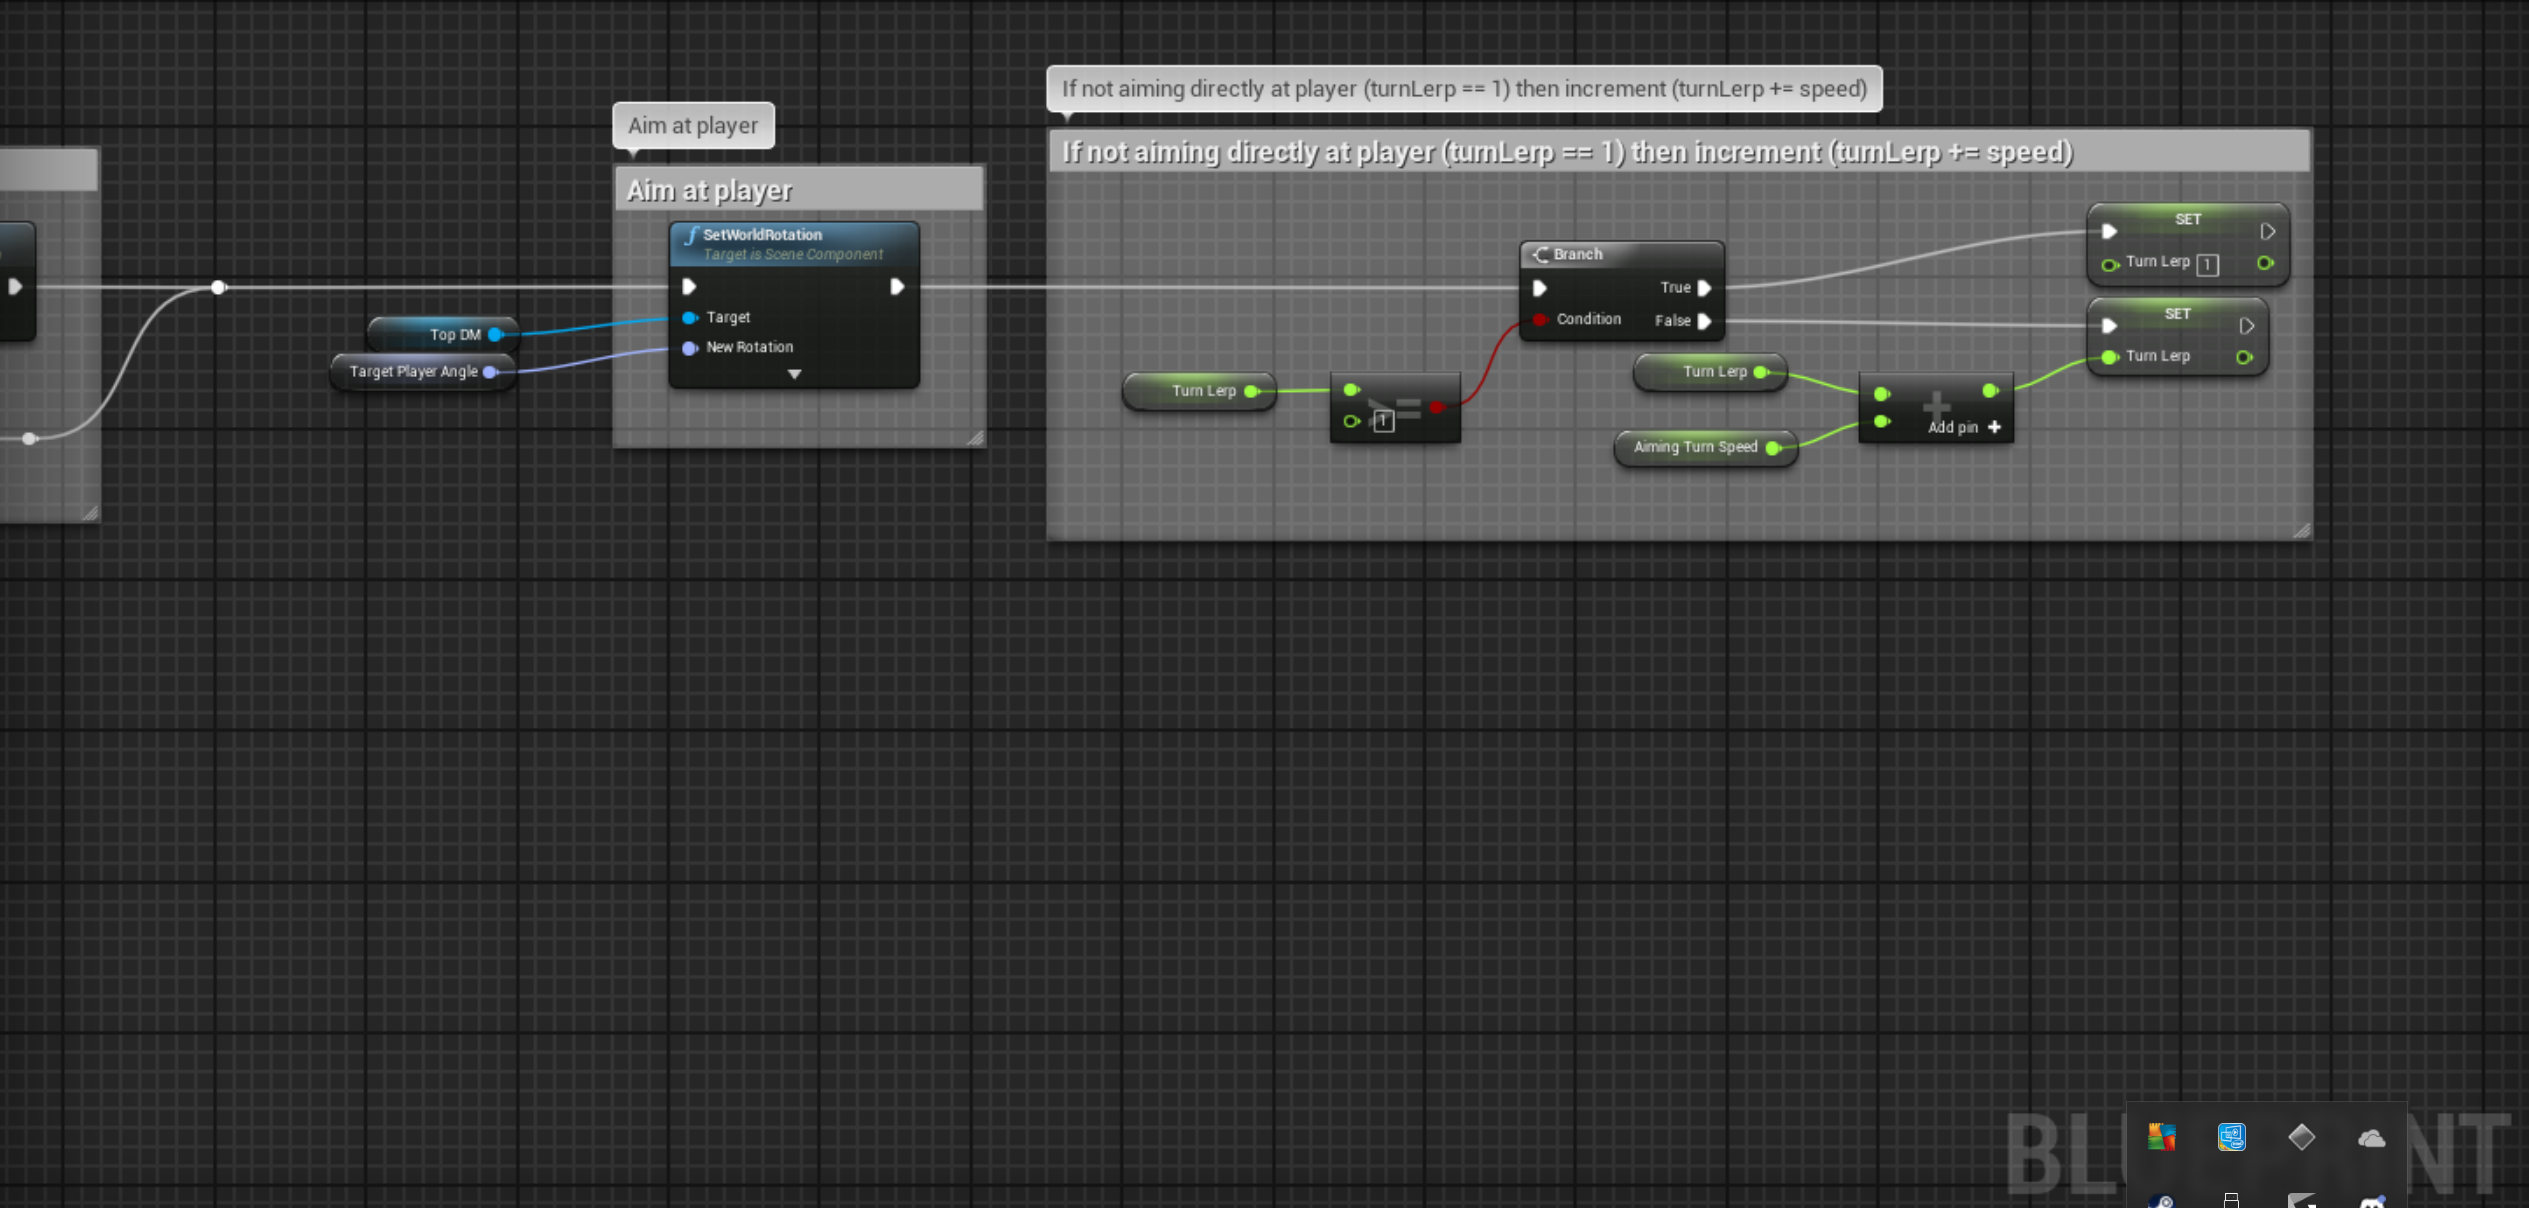 If not aiming directly at player (turnLerp == 1) then increment (turnLerp += speed)
Aim at player
If not aiming directly at player (turnLerp == 1) then increment (turnLerp += speed)
Aim at player
SetWorldRotation
Target is Scene Component
Target
New Rotation
Top DM
Target Player Angle
Branch
True
Condition
False
Turn Lerp
>=
1
Turn Lerp
Aiming Turn Speed
+
Add pin +
SET
Turn Lerp 1
SET
Turn Lerp